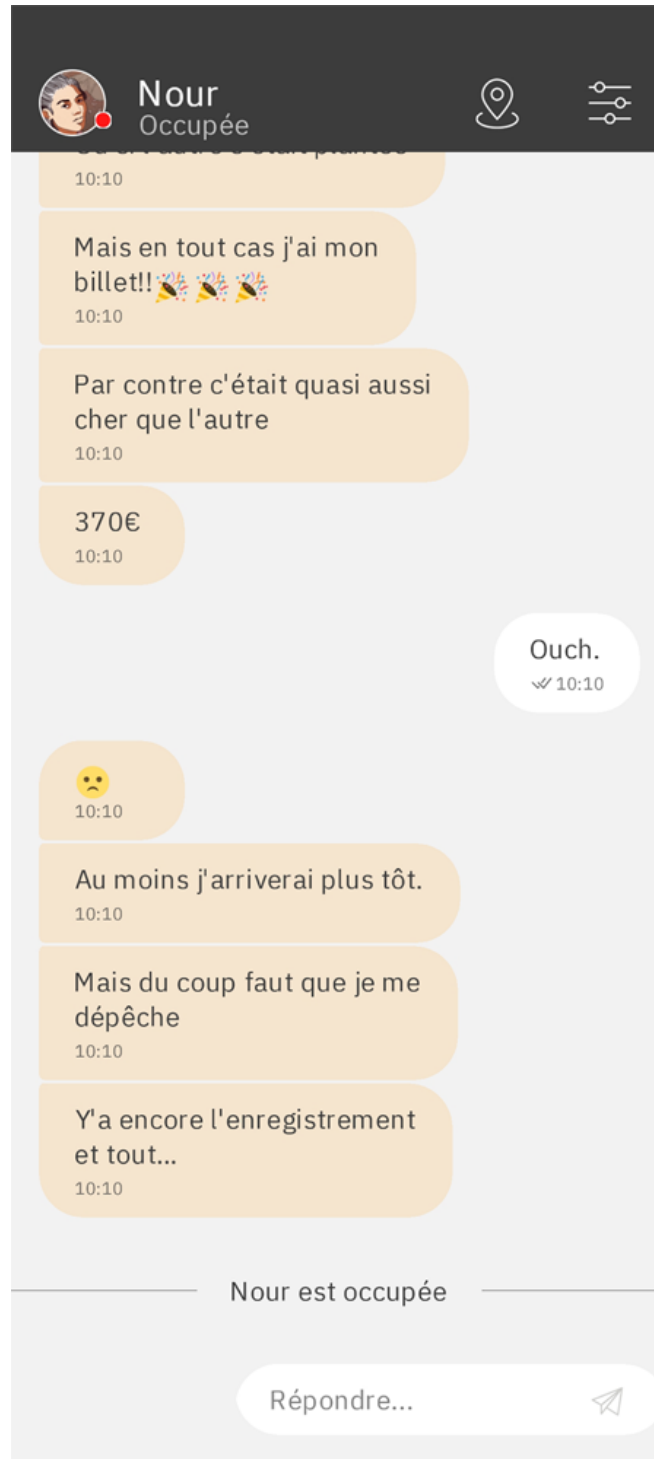 Nour
Occupée
10:10
Mais en tout cas j'ai mon
billet!!🎉 🎉 🎉
10:10
Par contre c'était quasi aussi
cher que l'autre
10:10
370€
10:10
Ouch.
10:10
🙁
10:10
Au moins j'arriverai plus tôt.
10:10
Mais du coup faut que je me
dépêche
10:10
Y'a encore l'enregistrement
et tout...
10:10
Nour est occupée
Répondre...